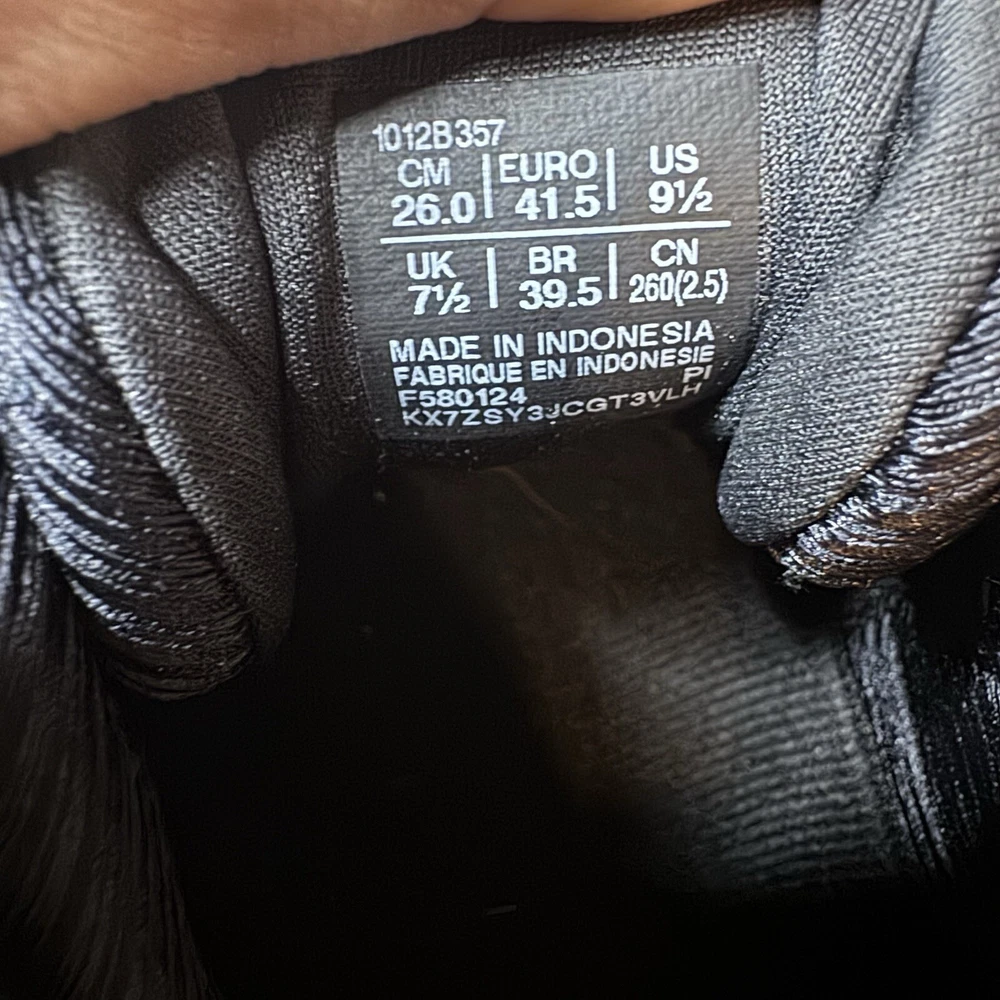 1012B357
CM | EURO | US
26.0 | 41.5 | 9½
UK | BR | CN
7½ | 39.5 | 260(2.5)
MADE IN INDONESIA
FABRIQUE EN INDONESIE
F580124 PI
KX7ZSY3JCGT3VLH